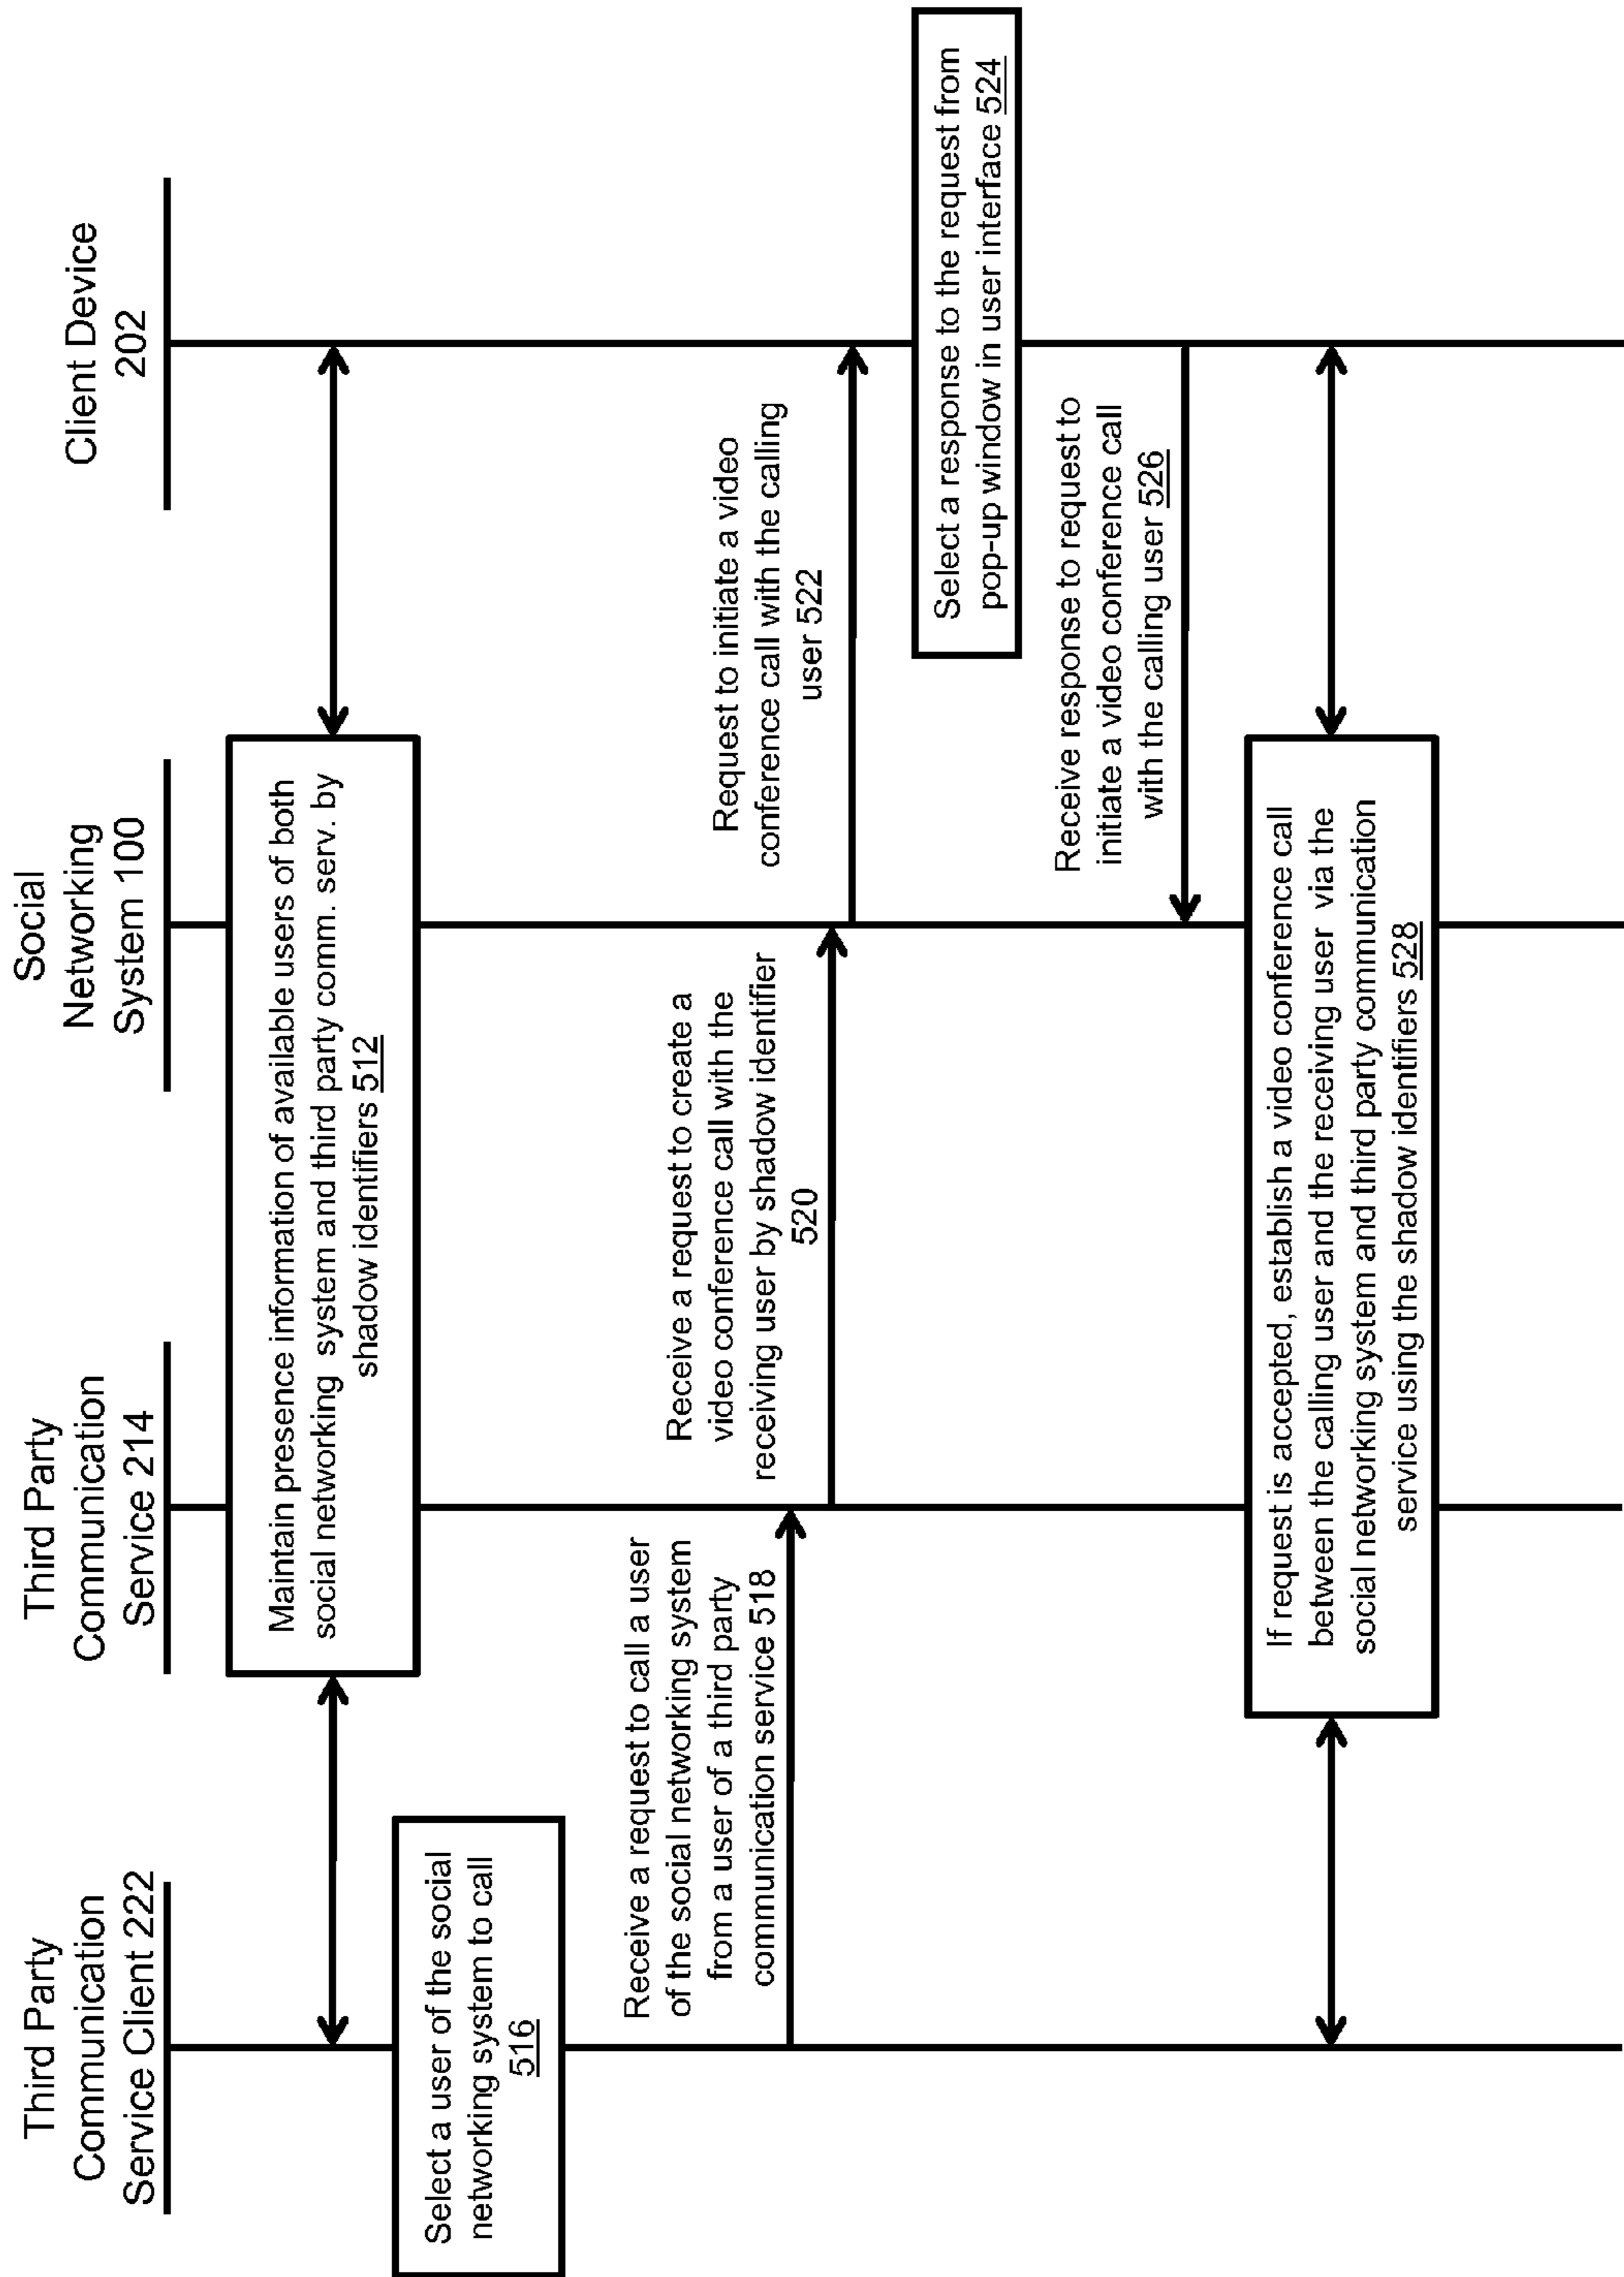 Third Party
Communication
Service Client 222
Third Party
Communication
Service 214
Social
Networking
System 100
Client Device
202
Maintain presence information of available users of both
social networking system and third party comm. serv. by
shadow identifiers 512
Select a user of the social
networking system to call
516
Receive a request to call a user
of the social networking system
from a user of a third party
communication service 518
Receive a request to create a
video conference call with the
receiving user by shadow identifier
520
Request to initiate a video
conference call with the calling
user 522
Select a response to the request from
pop-up window in user interface 524
Receive response to request to
initiate a video conference call
with the calling user 526
If request is accepted, establish a video conference call
between the calling user and the receiving user via the
social networking system and third party communication
service using the shadow identifiers 528